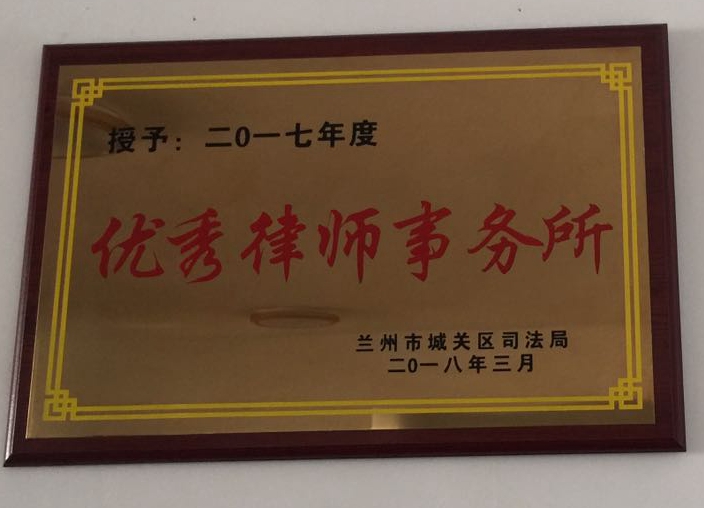 授予：二0一七年度
优秀律师事务所
兰州市城关区司法局
二0一八年三月